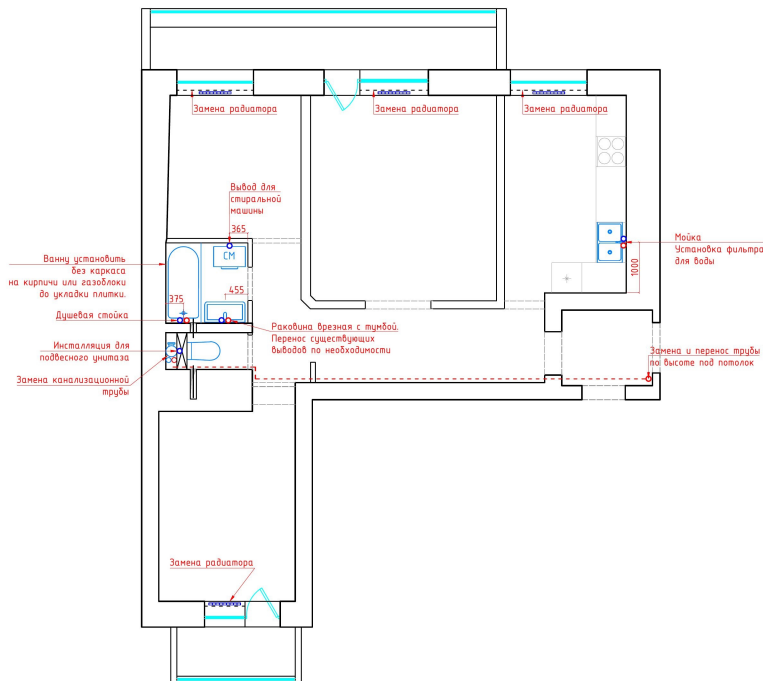 Замена радиатора
Замена радиатора
Замена радиатора
Вывод для
стиральной
машины
365
СМ
Ванну установить
без каркаса
на кирпичи или газоблоки
до укладки плитки.
375
455
Душевая стойка
Раковина врезная с тумбой.
Перенос существующих
выводов по необходимости
Инсталляция для
подвесного унитаза
Замена канализационной
трубы
Мойка
Установка фильтра
для воды
1000
Замена и перенос трубы
по высоте под потолок
Замена радиатора